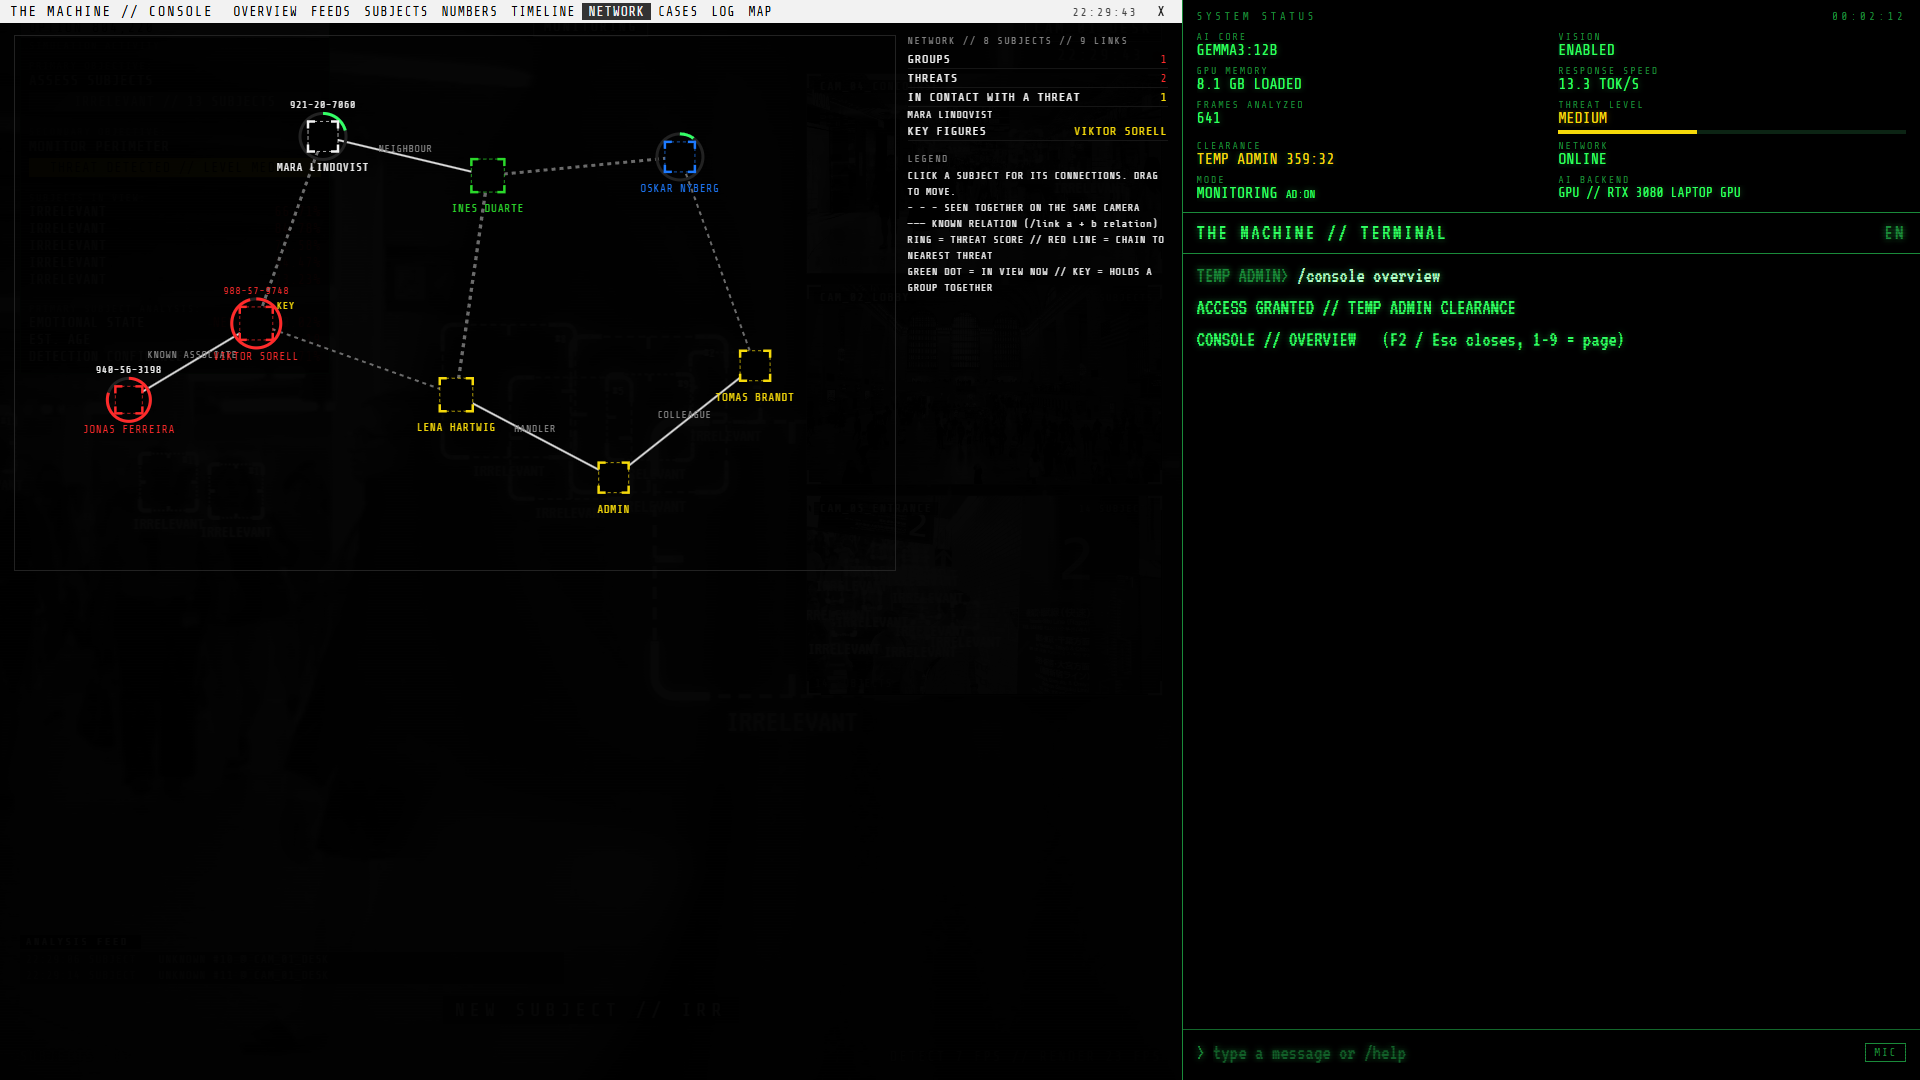 THE MACHINE // CONSOLE OVERVIEW FEEDS SUBJECTS NUMBERS TIMELINE NETWORK CASES LOG MAP 22:29:43 X
921-20-7060
MARA LINDQVIST
NEIGHBOUR
INES DUARTE
OSKAR NYBERG
988-57-9748
KEY
VIKTOR SORELL
KNOWN ASSOCIATE
940-56-3198
JONAS FERREIRA
LENA HARTWIG
HANDLER
COLLEAGUE
TOMAS BRANDT
ADMIN
NETWORK // 8 SUBJECTS // 9 LINKS
GROUPS 1
THREATS 2
IN CONTACT WITH A THREAT 1
MARA LINDQVIST
KEY FIGURES VIKTOR SORELL
LEGEND
CLICK A SUBJECT FOR ITS CONNECTIONS. DRAG
TO MOVE.
- - - SEEN TOGETHER ON THE SAME CAMERA
--- KNOWN RELATION (/link a + b relation)
RING = THREAT SCORE // RED LINE = CHAIN TO
NEAREST THREAT
GREEN DOT = IN VIEW NOW // KEY = HOLDS A
GROUP TOGETHER
IRRELEVANT
NEW SUBJECT // TAR
SYSTEM STATUS 00:02:12
AI CORE
GEMMA3:12B
VISION
ENABLED
GPU MEMORY
8.1 GB LOADED
RESPONSE SPEED
13.3 TOK/S
FRAMES ANALYZED
641
THREAT LEVEL
MEDIUM
CLEARANCE
TEMP ADMIN 359:32
NETWORK
ONLINE
MODE
MONITORING AD:ON
AI BACKEND
GPU // RTX 3080 LAPTOP GPU
THE MACHINE // TERMINAL EN
TEMP ADMIN> /console overview
ACCESS GRANTED // TEMP ADMIN CLEARANCE
CONSOLE // OVERVIEW (F2 / Esc closes, 1-9 = page)
> type a message or /help MIC